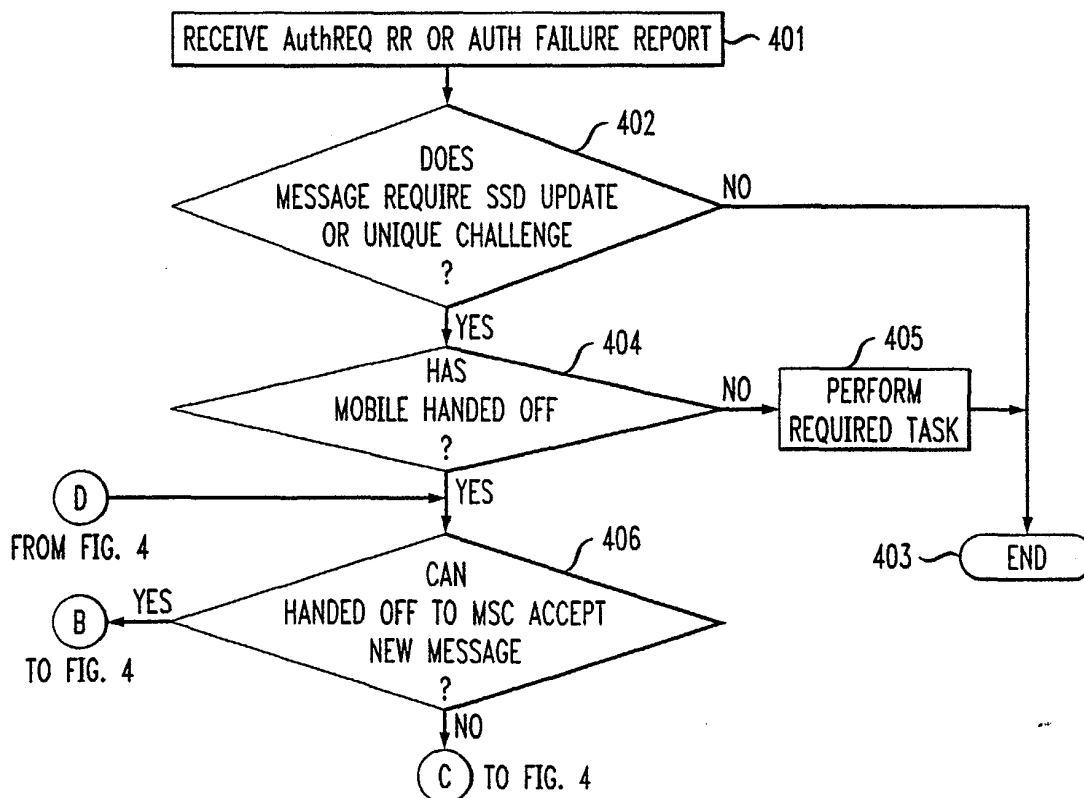 RECEIVE AuthREQ RR OR AUTH FAILURE REPORT
401
402
DOES
MESSAGE REQUIRE SSD UPDATE
OR UNIQUE CHALLENGE
?
NO
YES
404
HAS
MOBILE HANDED OFF
?
NO
405
PERFORM
REQUIRED TASK
YES
D
FROM FIG. 4
406
CAN
HANDED OFF TO MSC ACCEPT
NEW MESSAGE
?
403
END
YES
B
TO FIG. 4
NO
C
TO FIG. 4